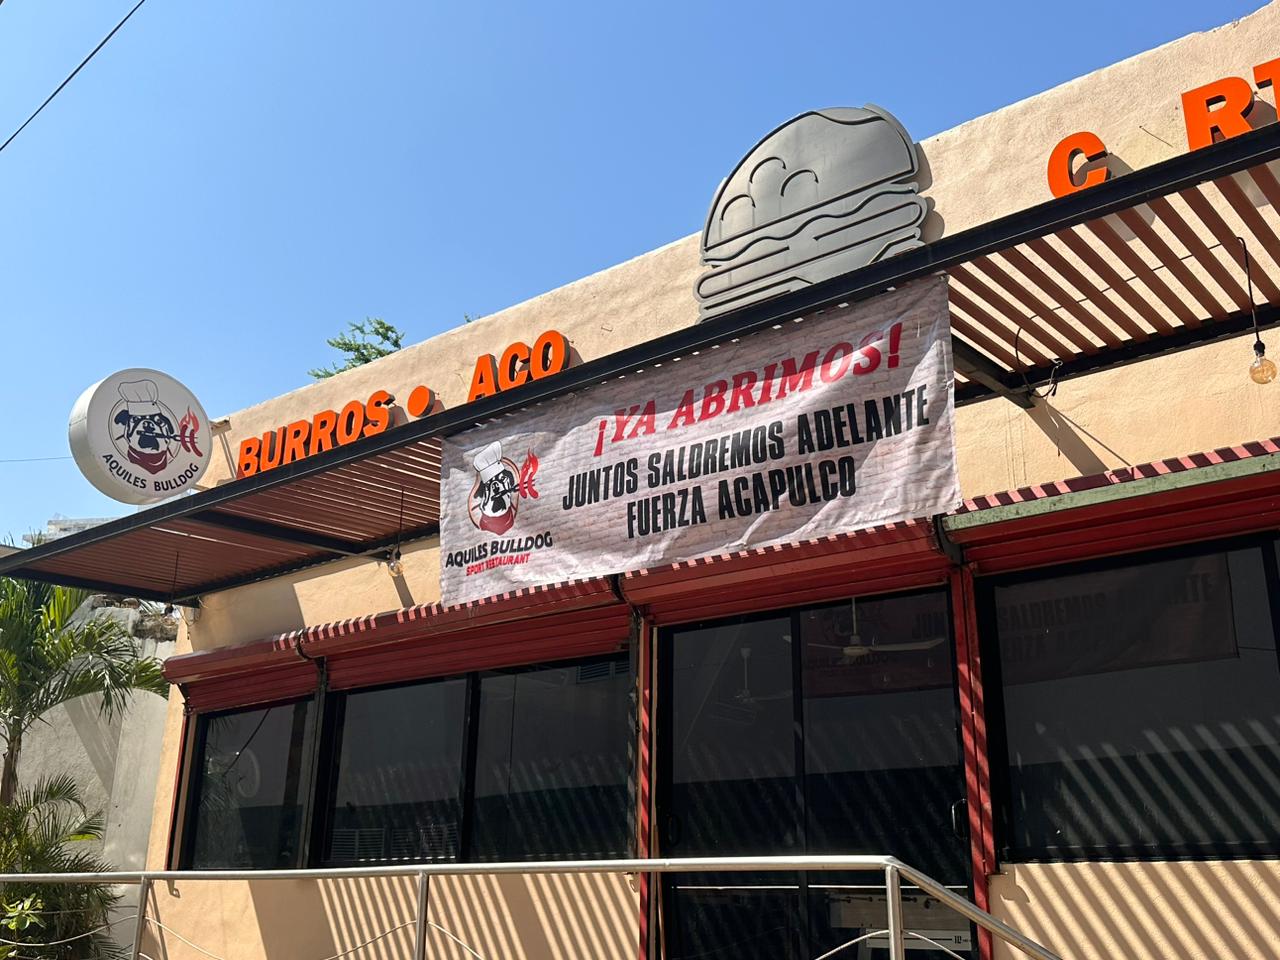 C RT
BURROS • ACO
AQUILES BULLDOG
¡YA ABRIMOS!
JUNTOS SALDREMOS ADELANTE
FUERZA ACAPULCO
AQUILES BULLDOG
SPORT RESTAURANT